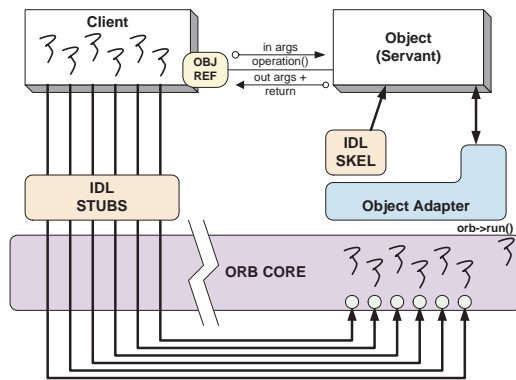 Client
OBJ
REF
in args
operation()
out args +
return
Object
(Servant)
IDL
SKEL
IDL
STUBS
Object Adapter
orb->run()
ORB CORE